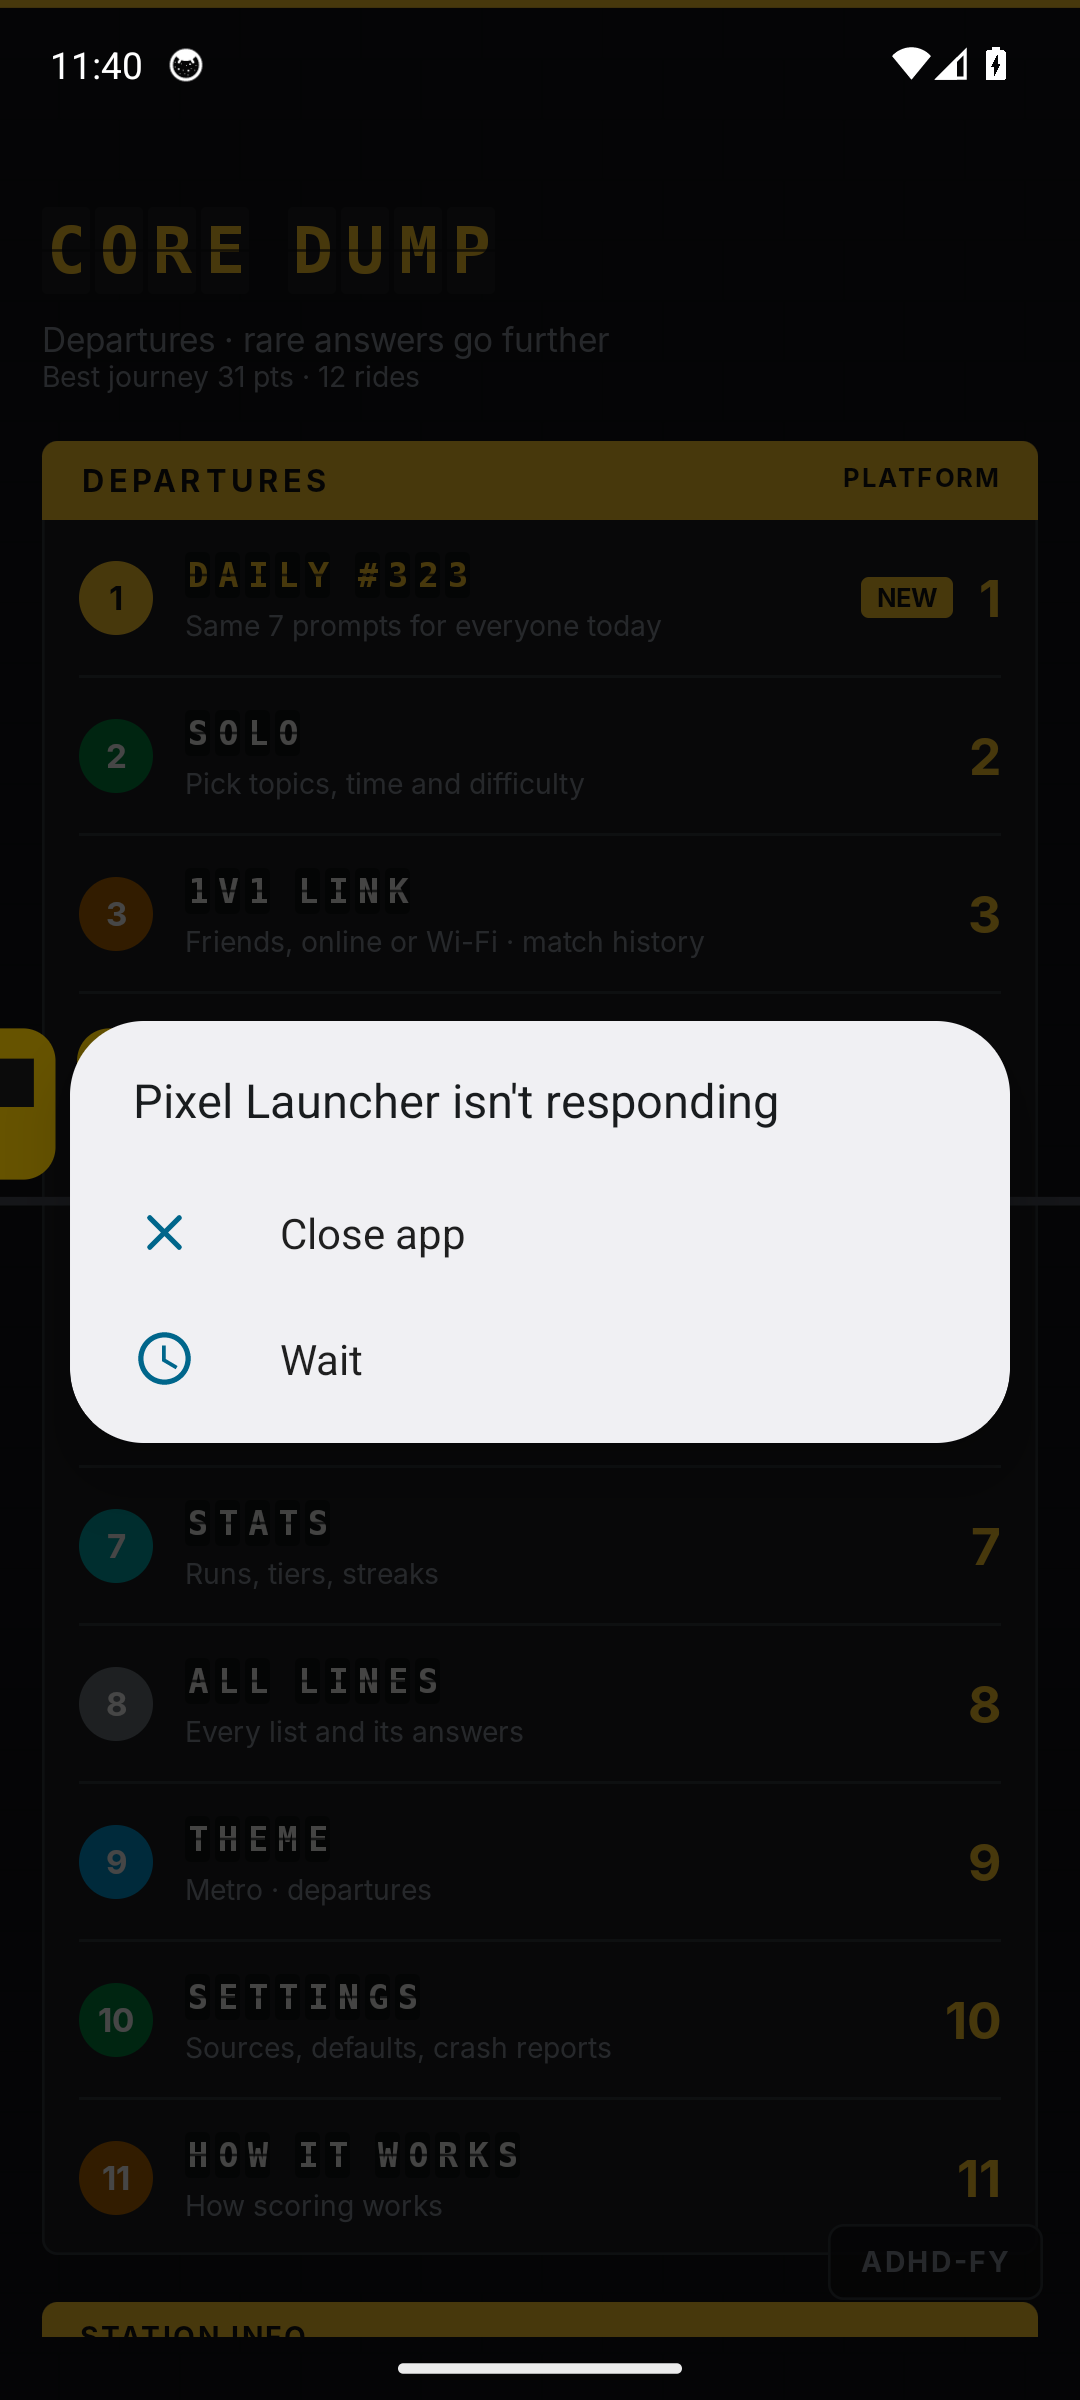 11:40
CORE DUMP
Departures · rare answers go further
Best journey 31 pts · 12 rides
DEPARTURES PLATFORM
1 DAILY #323 NEW 1
Same 7 prompts for everyone today
2 SOLO 2
Pick topics, time and difficulty
3 1V1 LINK 3
Friends, online or Wi-Fi · match history
Pixel Launcher isn't responding
Close app
Wait
7 STATS 7
Runs, tiers, streaks
8 ALL LINES 8
Every list and its answers
9 THEME 9
Metro · departures
10 SETTINGS 10
Sources, defaults, crash reports
11 HOW IT WORKS 11
How scoring works
ADHD-FY
STATION INFO